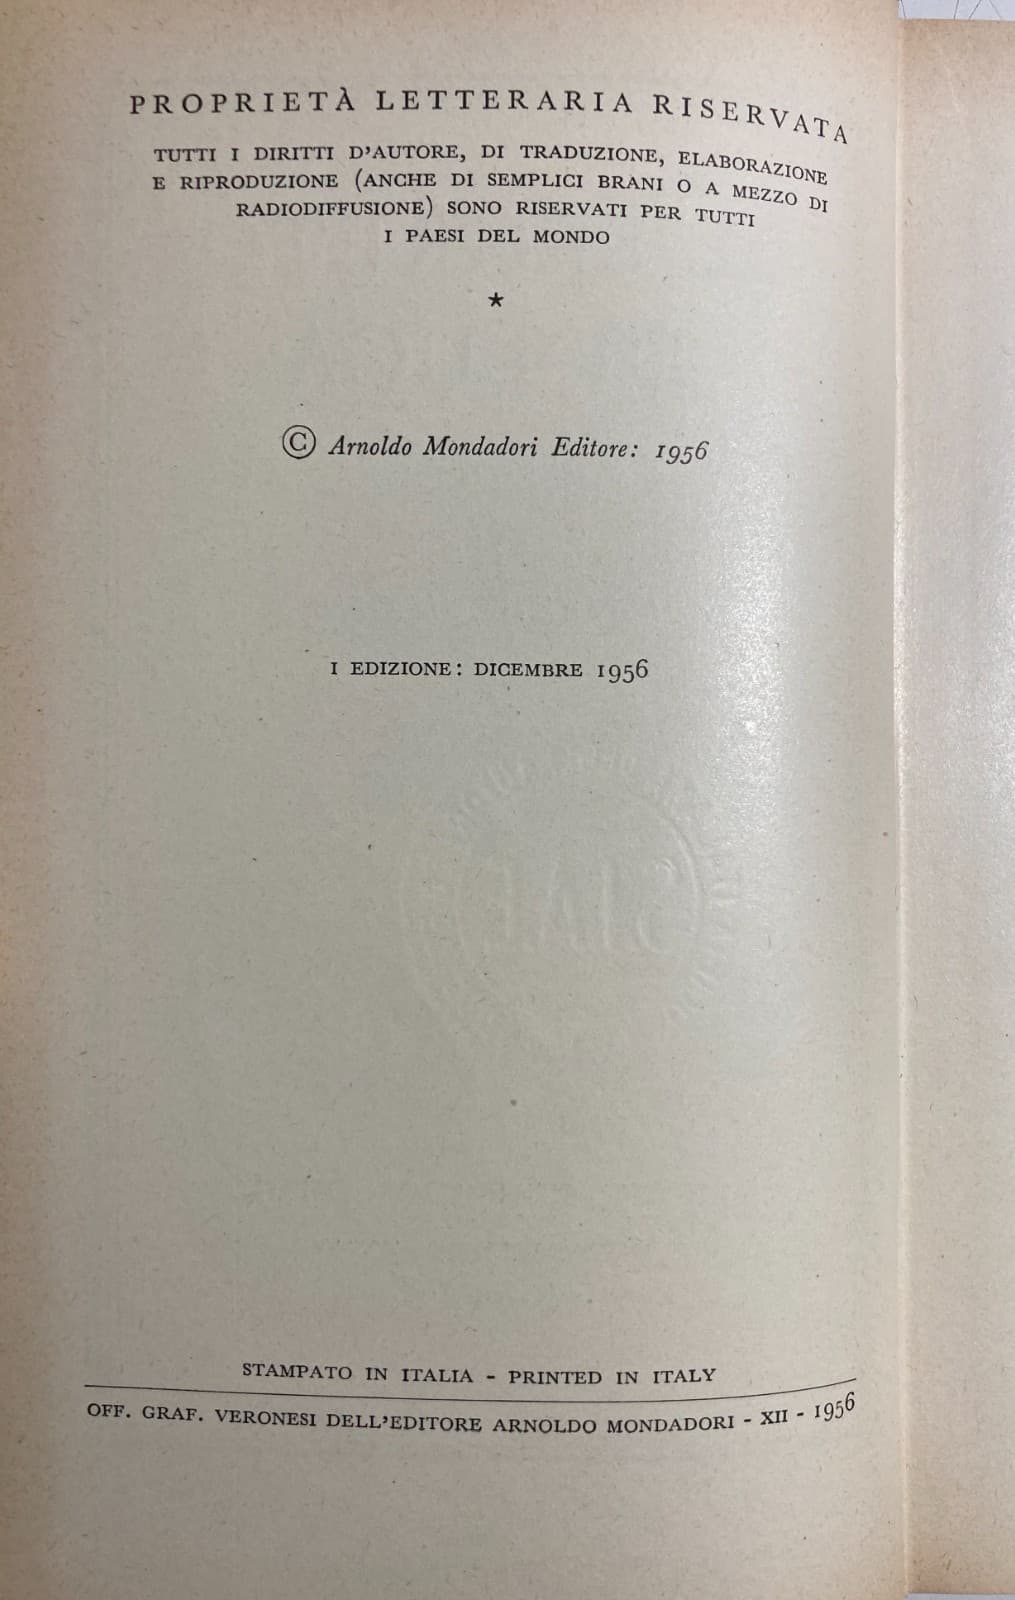 PROPRIETÀ LETTERARIA RISERVATA
TUTTI I DIRITTI D'AUTORE, DI TRADUZIONE, ELABORAZIONE
E RIPRODUZIONE (ANCHE DI SEMPLICI BRANI O A MEZZO DI
RADIODIFFUSIONE) SONO RISERVATI PER TUTTI
I PAESI DEL MONDO
★
© Arnoldo Mondadori Editore: 1956
I EDIZIONE: DICEMBRE 1956
SIAE
STAMPATO IN ITALIA - PRINTED IN ITALY
OFF. GRAF. VERONESI DELL'EDITORE ARNOLDO MONDADORI - XII - 1956